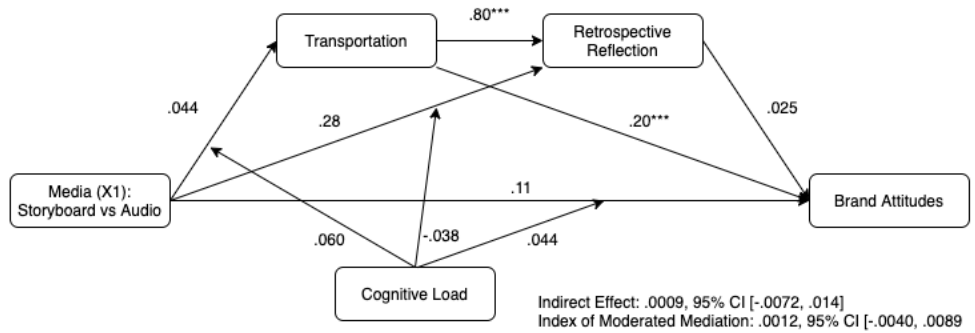 .80***
Transportation
Retrospective
Reflection
.044
.28
.20***
.025
Media (X1):
Storyboard vs Audio
.11
Brand Attitudes
.060
-.038
.044
Cognitive Load
Indirect Effect: .0009, 95% CI [-.0072, .014]
Index of Moderated Mediation: .0012, 95% CI [-.0040, .0089